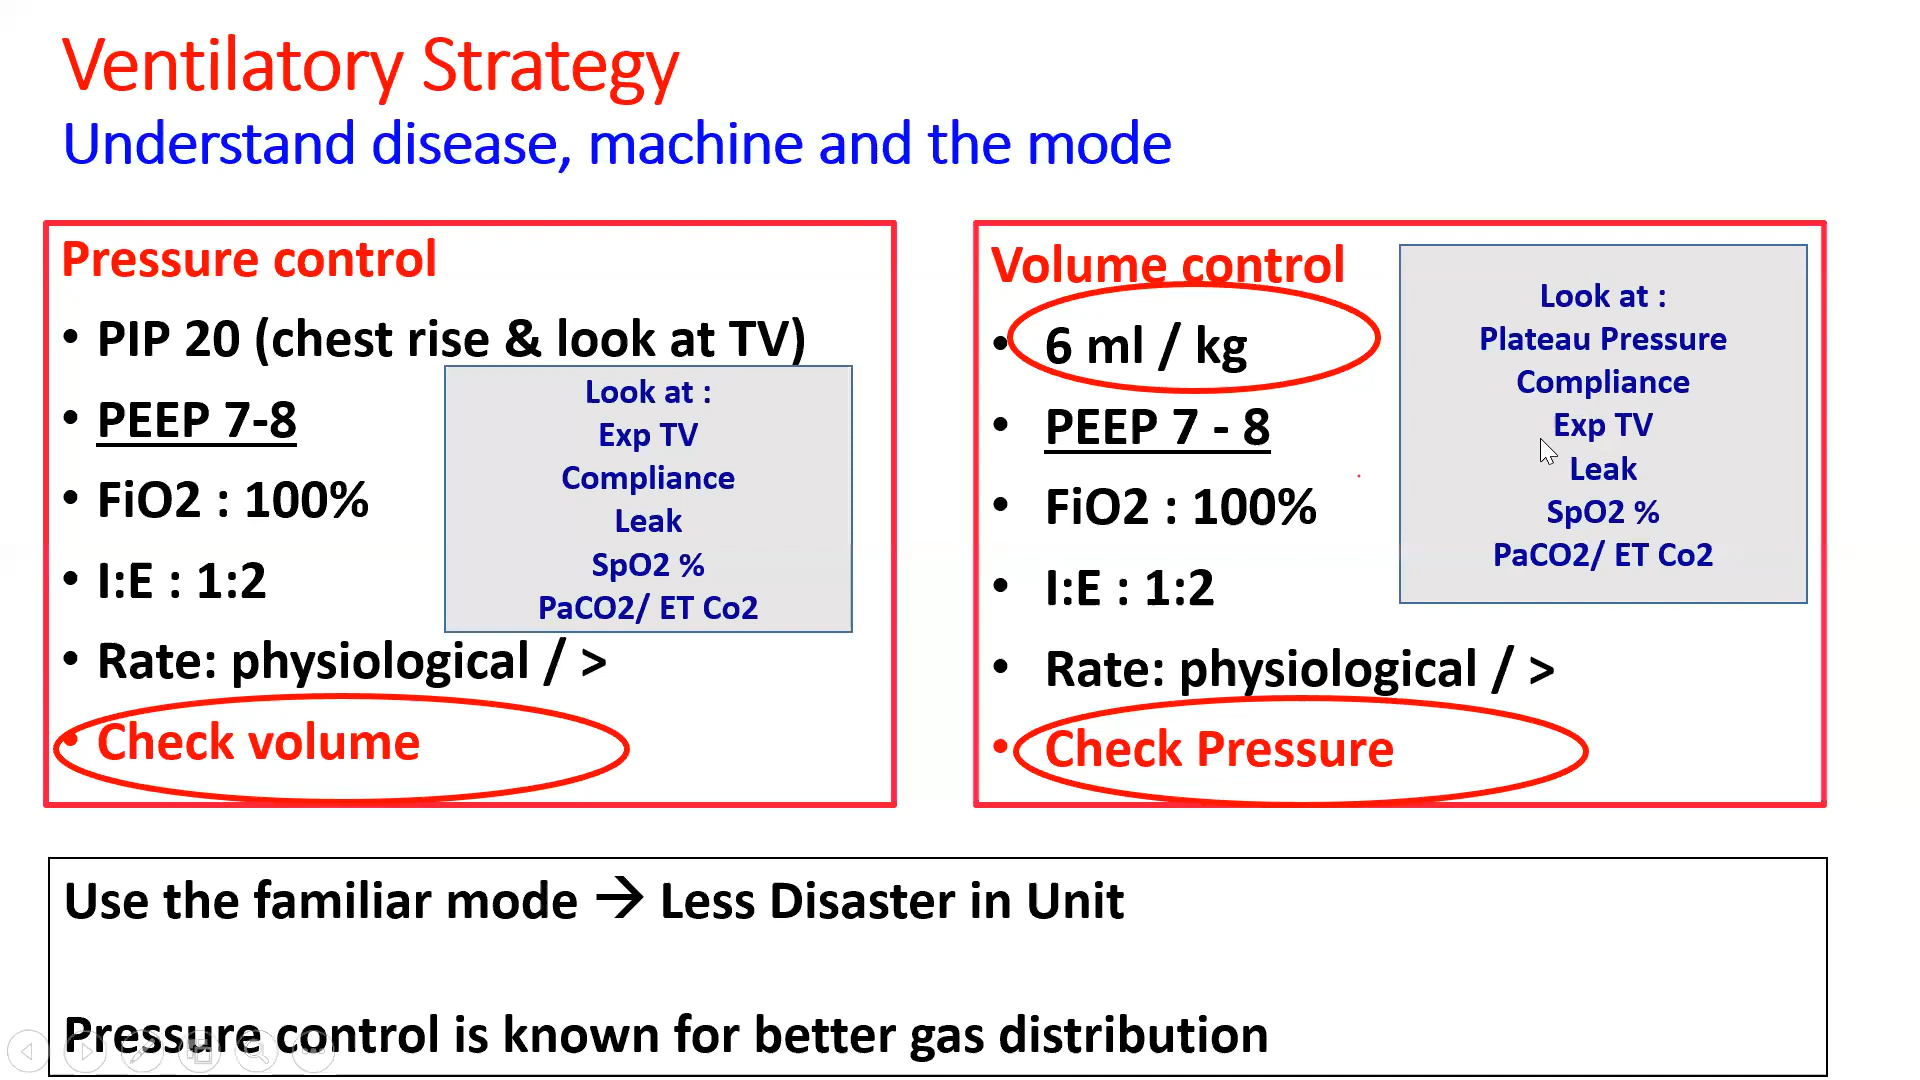 Ventilatory Strategy
Understand disease, machine and the mode
Pressure control
• PIP 20 (chest rise & look at TV)
• PEEP 7-8
• FiO2 : 100%
• I:E : 1:2
• Rate: physiological / >
• Check volume
Look at :
Exp TV
Compliance
Leak
SpO2 %
PaCO2/ ET Co2
Volume control
• 6 ml / kg
• PEEP 7 - 8
• FiO2 : 100%
• I:E : 1:2
• Rate: physiological / >
• Check Pressure
Look at :
Plateau Pressure
Compliance
Exp TV
Leak
SpO2 %
PaCO2/ ET Co2
Use the familiar mode → Less Disaster in Unit
Pressure control is known for better gas distribution